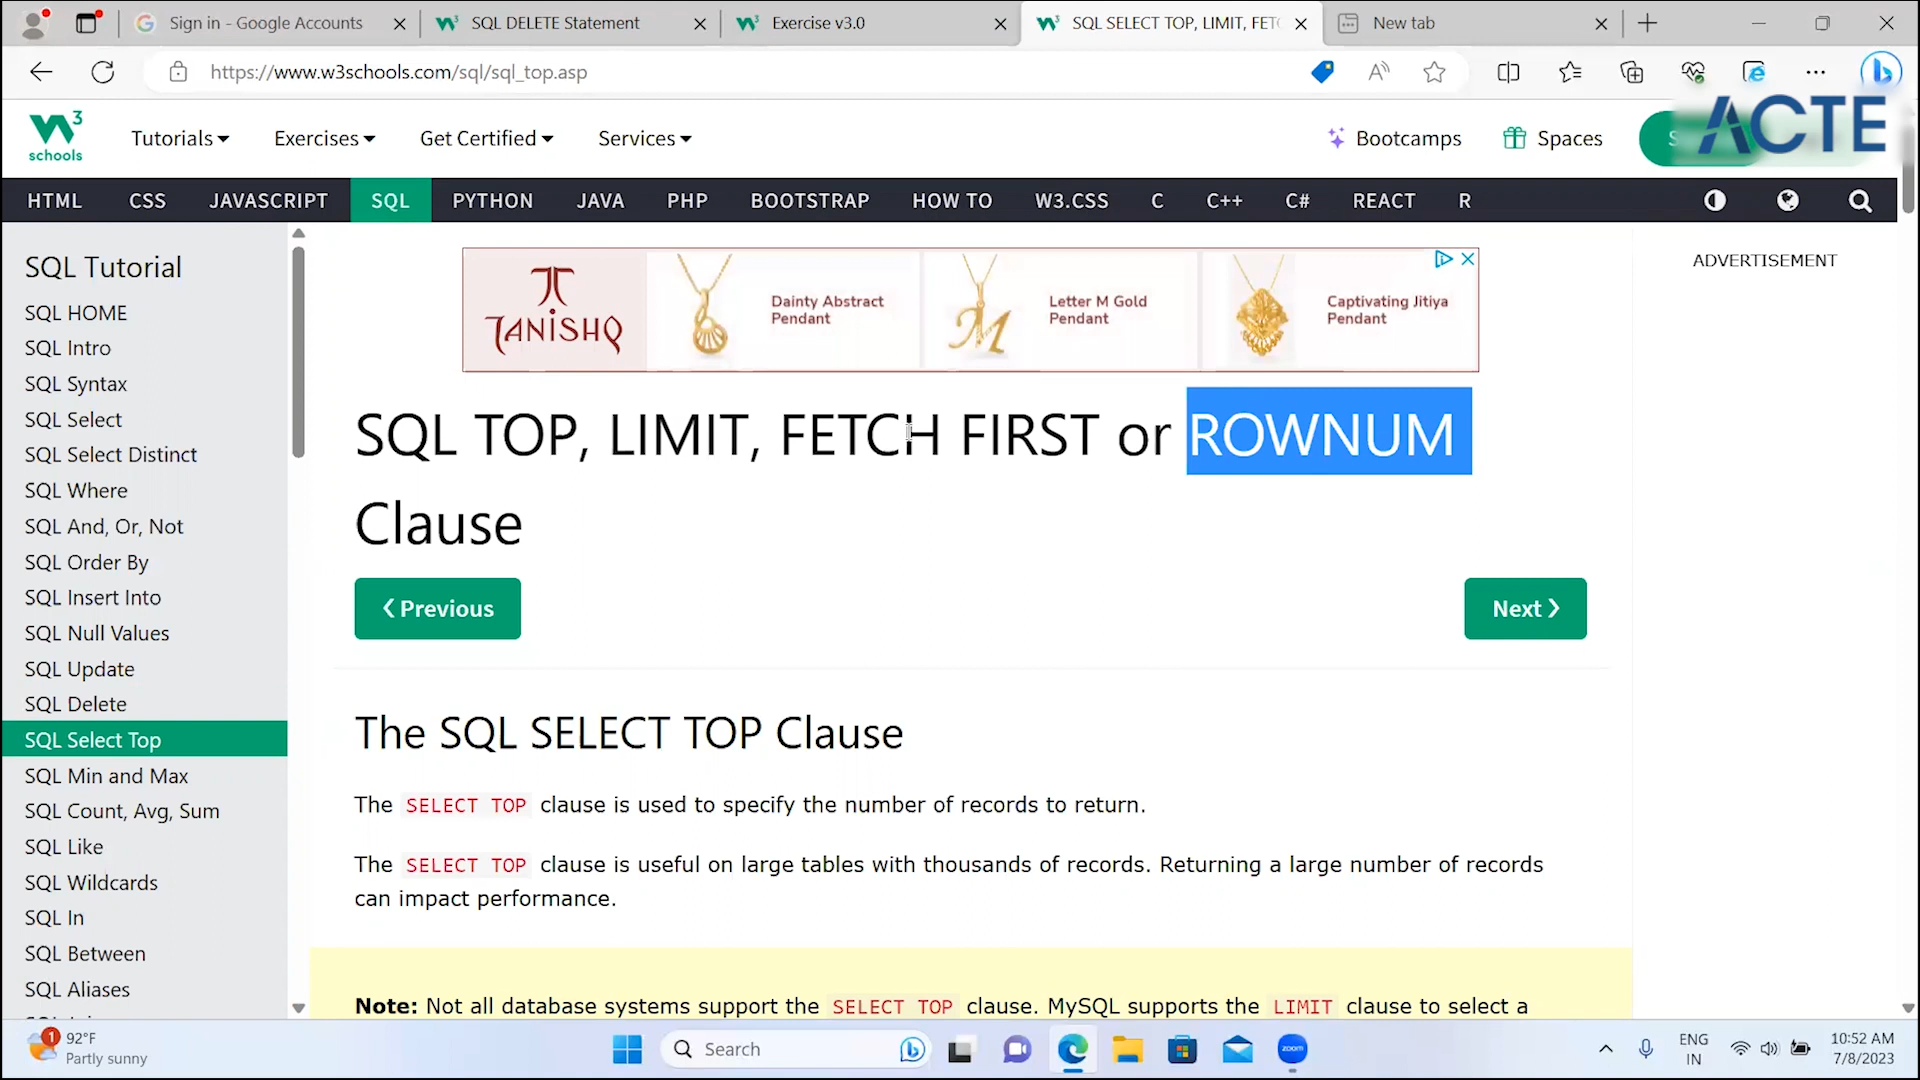 Sign in - Google Accounts
SQL DELETE Statement
Exercise v3.0
SQL SELECT TOP, LIMIT, FET
New tab
https://www.w3schools.com/sql/sql_top.asp
W3 schools
Tutorials
Exercises
Get Certified
Services
Bootcamps
Spaces
ACTE
HTML CSS JAVASCRIPT SQL PYTHON JAVA PHP BOOTSTRAP HOW TO W3.CSS C C++ C# REACT R
SQL Tutorial
SQL HOME
SQL Intro
SQL Syntax
SQL Select
SQL Select Distinct
SQL Where
SQL And, Or, Not
SQL Order By
SQL Insert Into
SQL Null Values
SQL Update
SQL Delete
SQL Select Top
SQL Min and Max
SQL Count, Avg, Sum
SQL Like
SQL Wildcards
SQL In
SQL Between
SQL Aliases
TANISHQ
Dainty Abstract
Pendant
Letter M Gold
Pendant
Captivating Jitiya
Pendant
ADVERTISEMENT
SQL TOP, LIMIT, FETCH FIRST or ROWNUM
Clause
❮ Previous
Next ❯
The SQL SELECT TOP Clause
The SELECT TOP clause is used to specify the number of records to return.
The SELECT TOP clause is useful on large tables with thousands of records. Returning a large number of records
can impact performance.
Note: Not all database systems support the SELECT TOP clause. MySQL supports the LIMIT clause to select a
1
92°F
Partly sunny
Search
zoom
ENG
IN
10:52 AM
7/8/2023